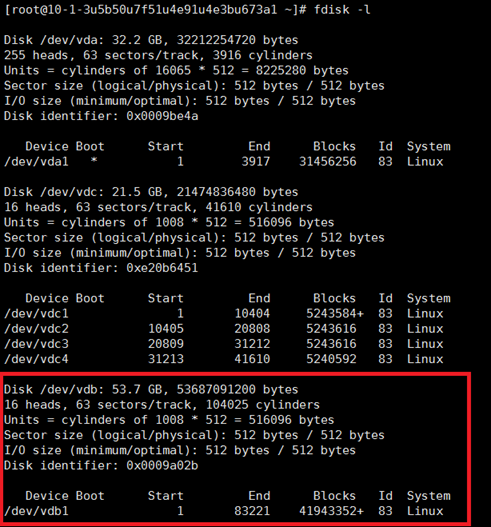 [root@10-1-3u5b50u7f51u4e91u4e3bu673a1 ~]# fdisk -l
Disk /dev/vda: 32.2 GB, 32212254720 bytes
255 heads, 63 sectors/track, 3916 cylinders
Units = cylinders of 16065 * 512 = 8225280 bytes
Sector size (logical/physical): 512 bytes / 512 bytes
I/O size (minimum/optimal): 512 bytes / 512 bytes
Disk identifier: 0x0009be4a
Device Boot Start End Blocks Id System
/dev/vda1 * 1 3917 31456256 83 Linux
Disk /dev/vdc: 21.5 GB, 21474836480 bytes
16 heads, 63 sectors/track, 41610 cylinders
Units = cylinders of 1008 * 512 = 516096 bytes
Sector size (logical/physical): 512 bytes / 512 bytes
I/O size (minimum/optimal): 512 bytes / 512 bytes
Disk identifier: 0xe20b6451
Device Boot Start End Blocks Id System
/dev/vdc1 1 10404 5243584+ 83 Linux
/dev/vdc2 10405 20808 5243616 83 Linux
/dev/vdc3 20809 31212 5243616 83 Linux
/dev/vdc4 31213 41610 5240592 83 Linux
Disk /dev/vdb: 53.7 GB, 53687091200 bytes
16 heads, 63 sectors/track, 104025 cylinders
Units = cylinders of 1008 * 512 = 516096 bytes
Sector size (logical/physical): 512 bytes / 512 bytes
I/O size (minimum/optimal): 512 bytes / 512 bytes
Disk identifier: 0x0009a02b
Device Boot Start End Blocks Id System
/dev/vdb1 1 83221 41943352+ 83 Linux